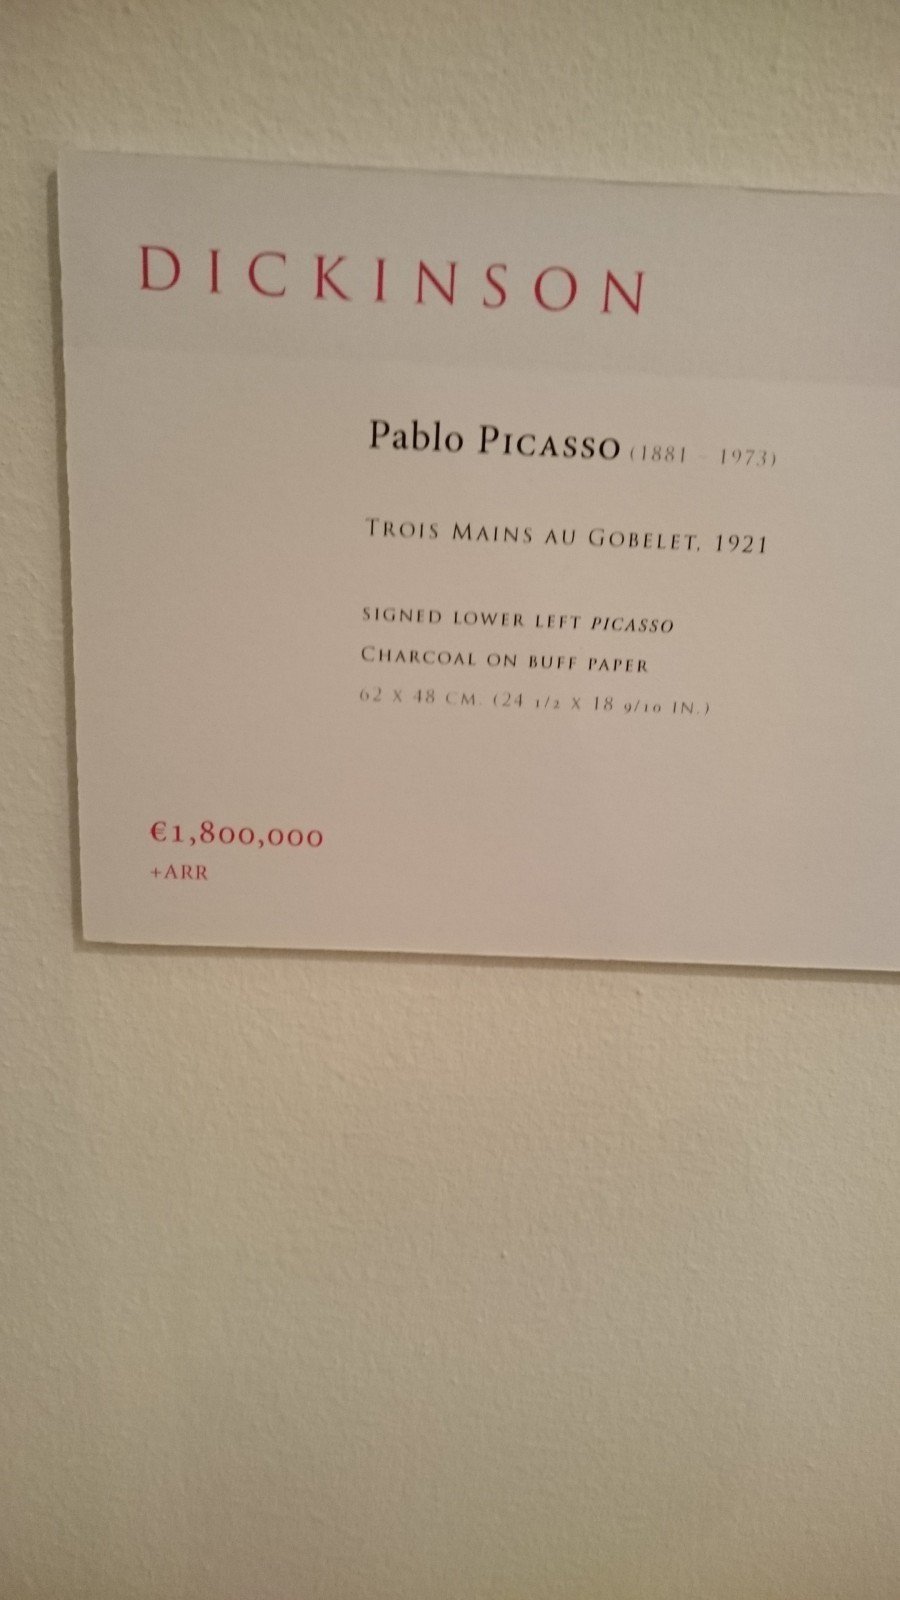 DICKINSON
Pablo PICASSO (1881 - 1973)
TROIS MAINS AU GOBELET, 1921
SIGNED LOWER LEFT PICASSO
CHARCOAL ON BUFF PAPER
62 X 48 CM. (24 1/2 X 18 9/10 IN.)
€1,800,000
+ARR